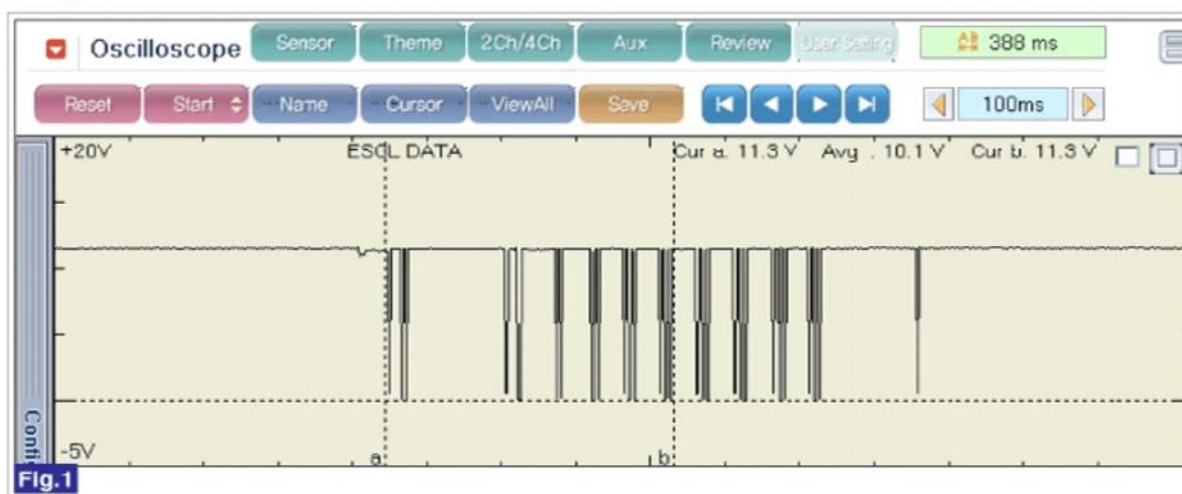 Oscilloscope Sensor Theme 2Ch/4Ch Aux Review User Setting 388 ms
Reset Start Name Cursor ViewAll Save 100ms
+20V ESCL DATA Cur a. 11.3 V Avg . 10.1 V Cur b. 11.3 V
-5V a b
Fig.1